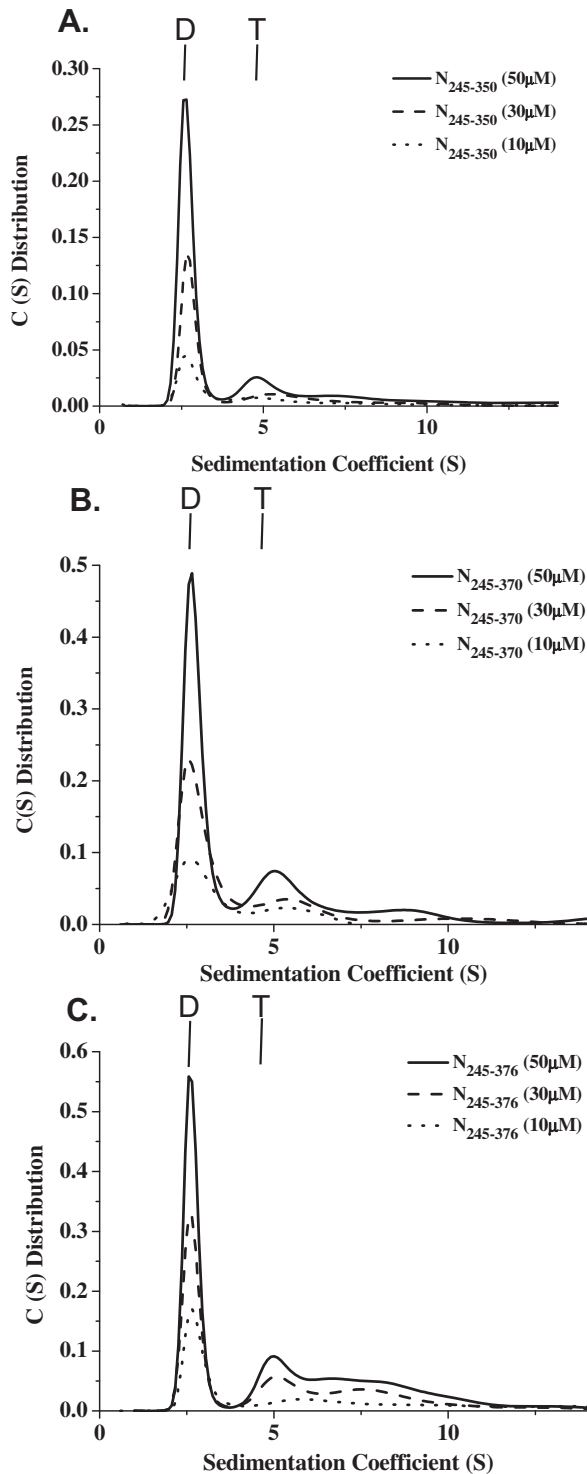 A.
D T
0.30
0.25
0.20
0.15
0.10
0.05
0.00
C (S) Distribution
N245-350 (50µM)
N245-350 (30µM)
N245-350 (10µM)
0 5 10
Sedimentation Coefficient (S)
B.
D T
0.5
0.4
0.3
0.2
0.1
0.0
C(S) Distribution
N245-370 (50µM)
N245-370 (30µM)
N245-370 (10µM)
0 5 10
Sedimentation Coefficient (S)
C.
D T
0.6
0.5
0.4
0.3
0.2
0.1
0.0
C (S) Distribution
N245-376 (50µM)
N245-376 (30µM)
N245-376 (10µM)
0 5 10
Sedimentation Coefficient (S)